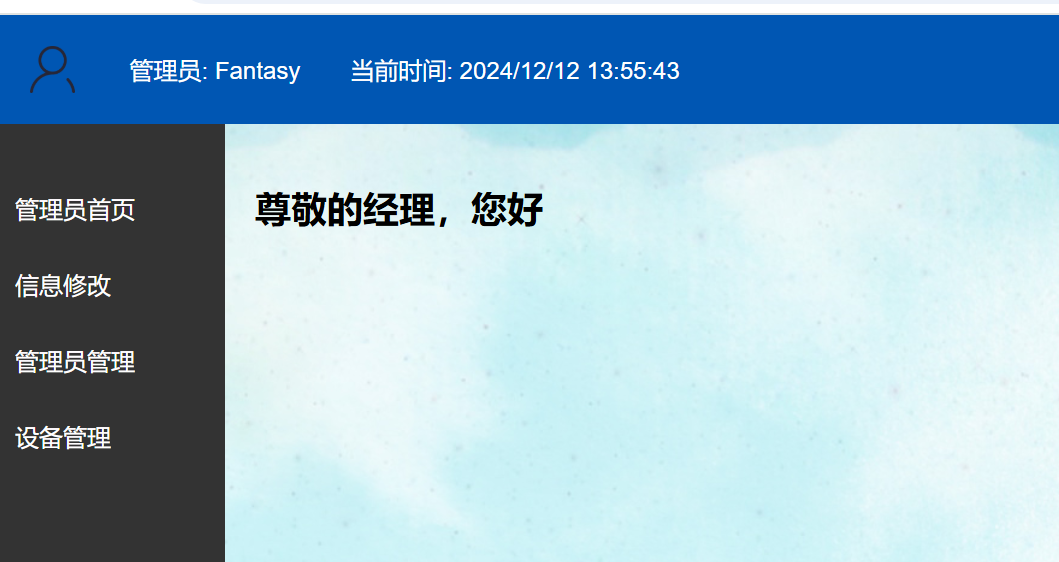 管理员: Fantasy 当前时间: 2024/12/12 13:55:43
管理员首页
信息修改
管理员管理
设备管理
尊敬的经理，您好